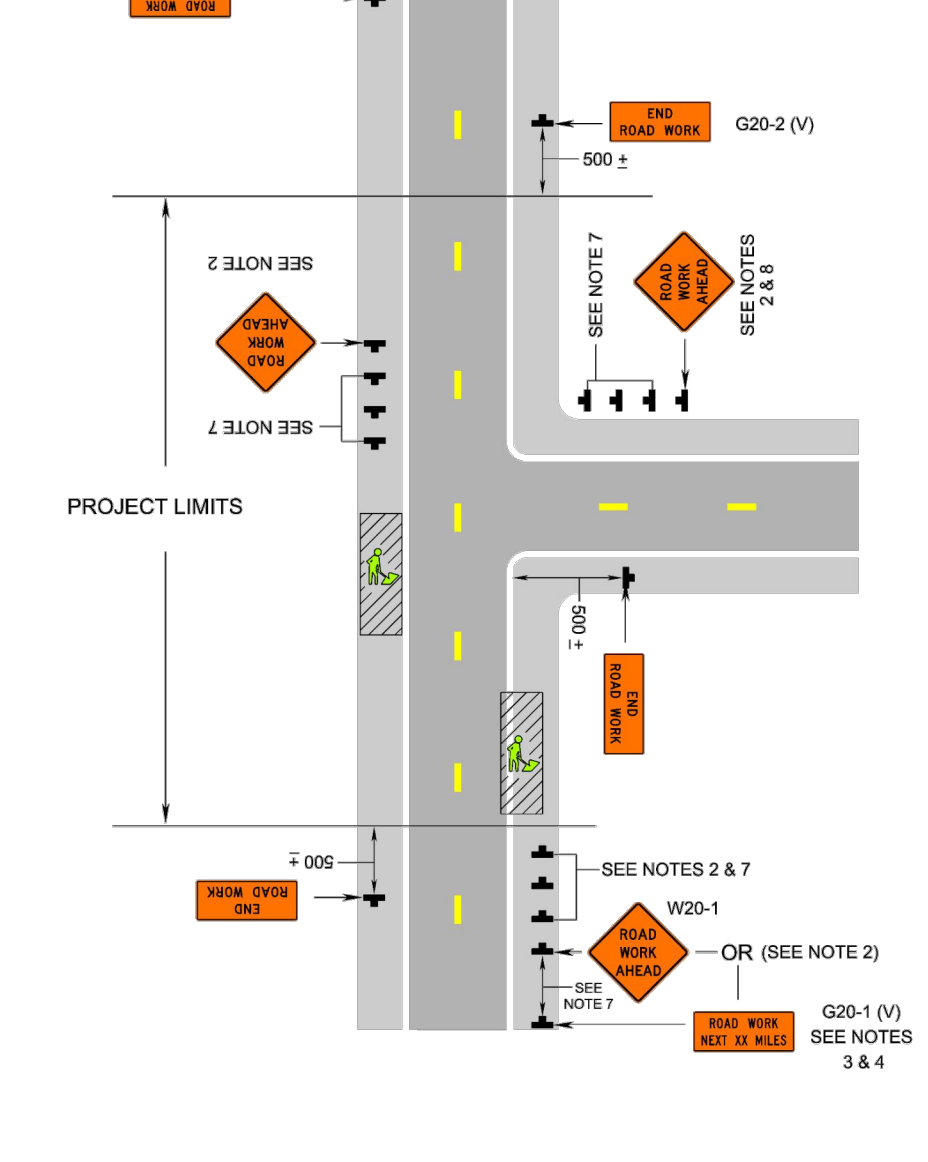 ROAD WORK
END
ROAD WORK
G20-2 (V)
500 ±
SEE NOTE 2
ROAD
WORK
AHEAD
SEE NOTE 7
SEE NOTE 7
ROAD
WORK
AHEAD
SEE NOTES
2 & 8
PROJECT LIMITS
500 ±
END
ROAD WORK
500 ±
END
ROAD WORK
SEE NOTES 2 & 7
W20-1
ROAD
WORK
AHEAD
OR (SEE NOTE 2)
SEE
NOTE 7
ROAD WORK
NEXT XX MILES
G20-1 (V)
SEE NOTES
3 & 4